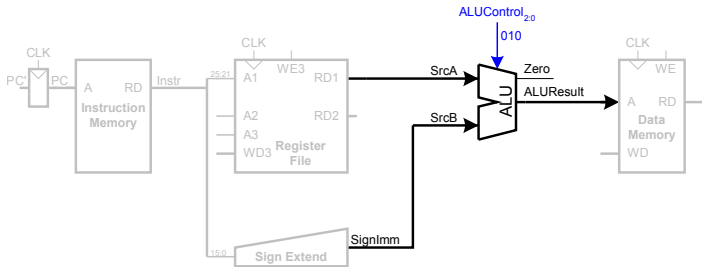 ALUControl2:0
010
CLK
PC'
PC
A
RD
Instruction
Memory
Instr
25:21
CLK
A1
WE3
RD1
A2
RD2
A3
WD3
Register
File
SrcA
SrcB
ALU
Zero
ALUResult
CLK
WE
A
RD
Data
Memory
WD
15:0
Sign Extend
SignImm